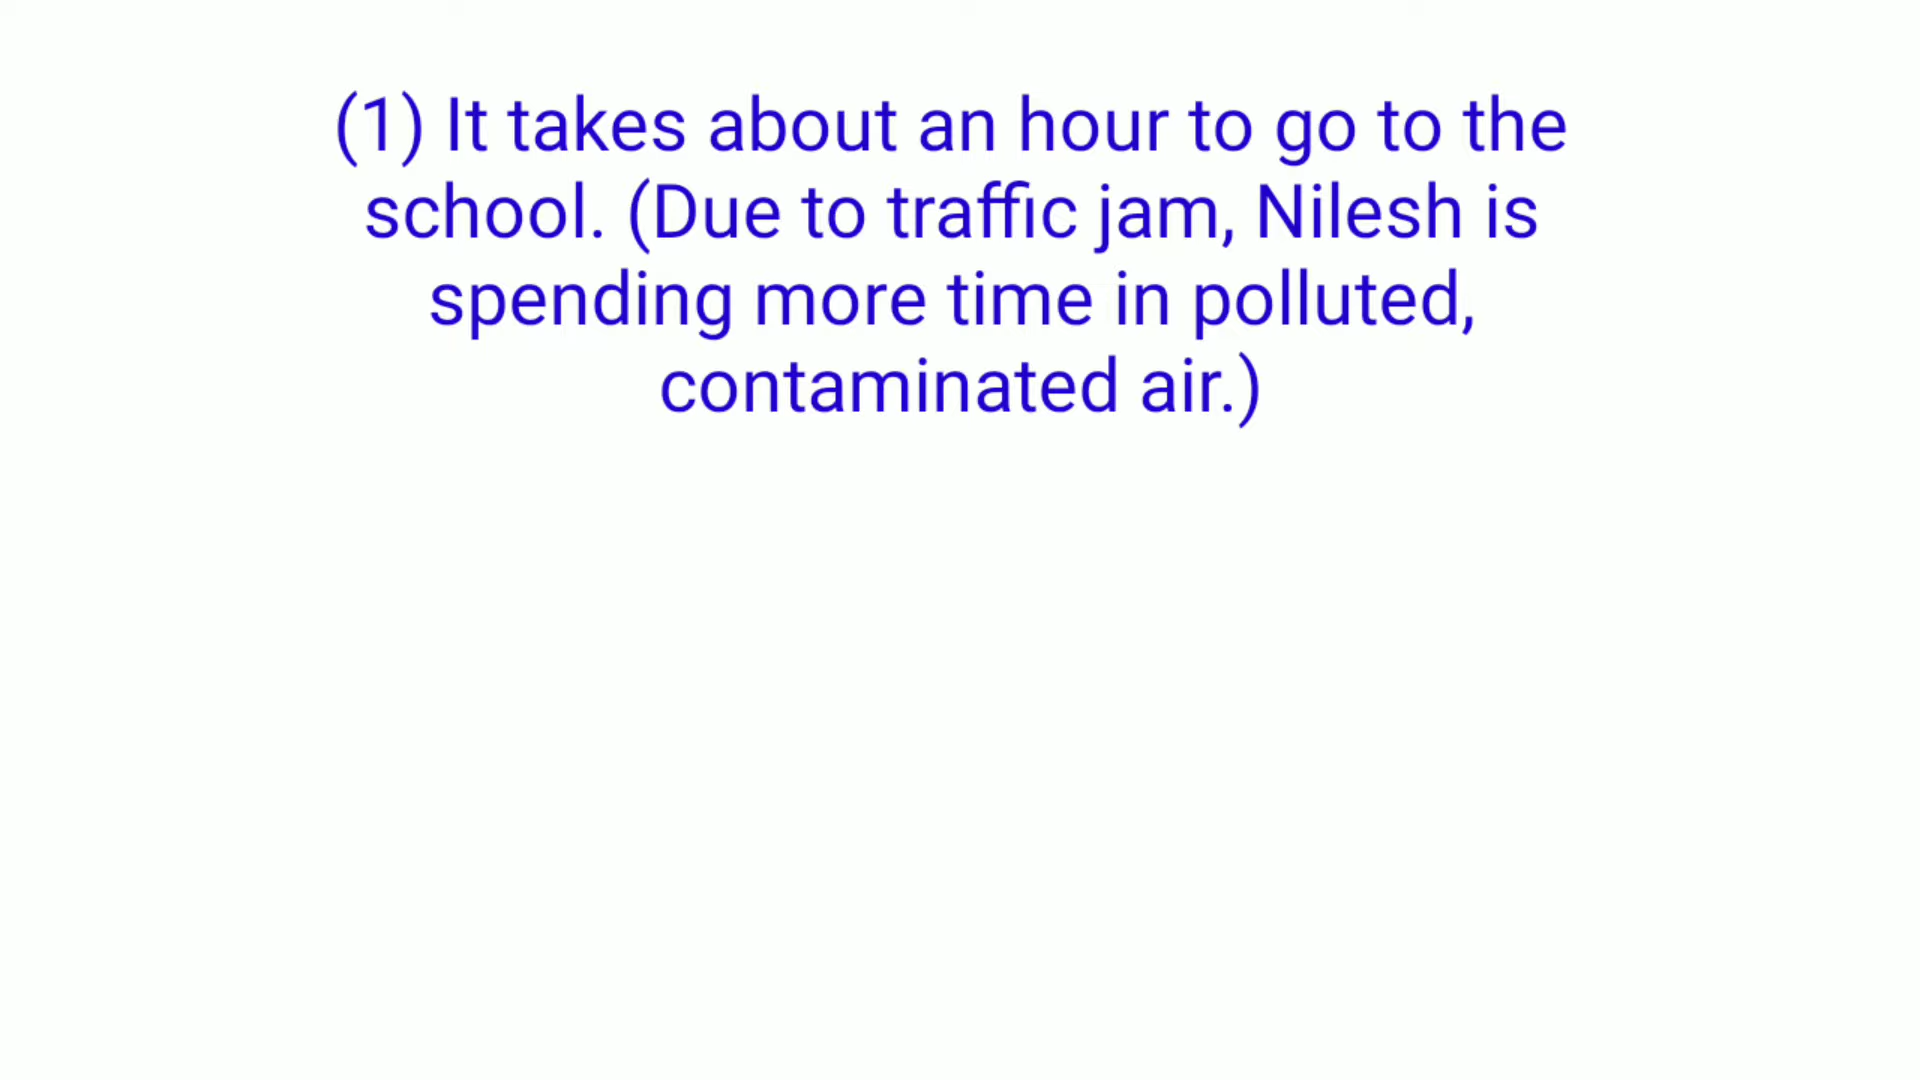 (1) It takes about an hour to go to the
school. (Due to traffic jam, Nilesh is
spending more time in polluted,
contaminated air.)